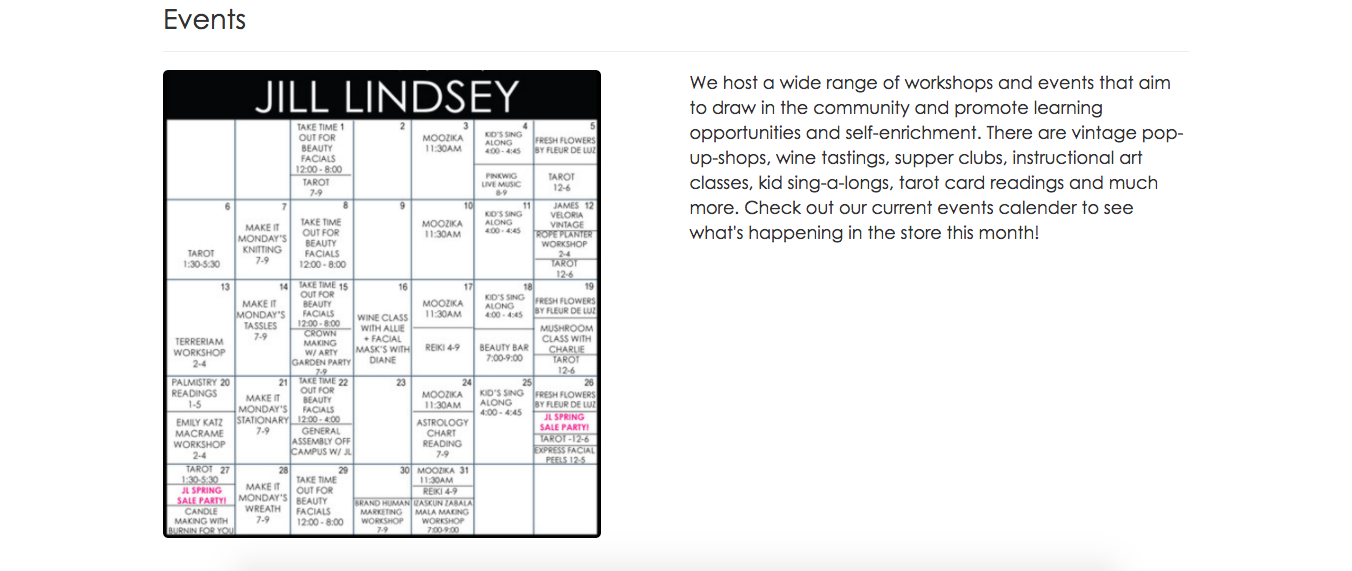 Events
JILL LINDSEY
TAKE TIME 1
OUT FOR
BEAUTY
FACIALS
12:00 - 8:00
TAROT
7-9
2
3
MOOZIKA
11:30AM
4
KID'S SING
ALONG
4:00 - 4:45
PINKWIG
LIVE MUSIC
8-9
5
FRESH FLOWERS
BY FLEUR DE LUZ
TAROT
12-6
6
TAROT
1:30-5:30
7
MAKE IT
MONDAY'S
KNITTING
7-9
8
TAKE TIME
OUT FOR
BEAUTY
FACIALS
12:00 - 8:00
9
10
MOOZIKA
11:30AM
11
KID'S SING
ALONG
4:00 - 4:45
JAMES 12
VELORIA
VINTAGE
ROPE PLANTER
WORKSHOP
2-4
TAROT
12-6
13
TERRERIAM
WORKSHOP
2-4
14
MAKE IT
MONDAY'S
TASSLES
7-9
TAKE TIME 15
OUT FOR
BEAUTY
FACIALS
12:00 - 8:00
CROWN
MAKING
W/ ARTY
GARDEN PARTY
7-9
16
WINE CLASS
WITH ALLIE
+ FACIAL
MASK'S WITH
DIANE
17
MOOZIKA
11:30AM
REIKI 4-9
18
KID'S SING
ALONG
4:00 - 4:45
BEAUTY BAR
7:00-9:00
19
FRESH FLOWERS
BY FLEUR DE LUZ
MUSHROOM
CLASS WITH
CHARLIE
TAROT
12-6
PALMISTRY 20
READINGS
1-5
EMILY KATZ
MACRAME
WORKSHOP
2-4
21
MAKE IT
MONDAY'S
STATIONARY
7-9
TAKE TIME 22
OUT FOR
BEAUTY
FACIALS
12:00 - 4:00
GENERAL
ASSEMBLY OFF
CAMPUS W/ JL
23
24
MOOZIKA
11:30AM
ASTROLOGY
CHART
READING
7-9
25
KID'S SING
ALONG
4:00 - 4:45
26
FRESH FLOWERS
BY FLEUR DE LUZ
JL SPRING
SALE PARTY!
TAROT -12-6
EXPRESS FACIAL
PEELS 12-5
TAROT 27
1:30-5:30
JL SPRING
SALE PARTY!
CANDLE
MAKING WITH
BURNIN FOR YOU
28
MAKE IT
MONDAY'S
WREATH
7-9
29
TAKE TIME
OUT FOR
BEAUTY
FACIALS
12:00 - 8:00
30
BRAND HUMAN
MARKETING
WORKSHOP
7-9
MOOZIKA 31
11:30AM
REIKI 4-9
IZASKUN ZABALA
MALA MAKING
WORKSHOP
7:00-9:00
We host a wide range of workshops and events that aim
to draw in the community and promote learning
opportunities and self-enrichment. There are vintage pop-
up-shops, wine tastings, supper clubs, instructional art
classes, kid sing-a-longs, tarot card readings and much
more. Check out our current events calender to see
what's happening in the store this month!